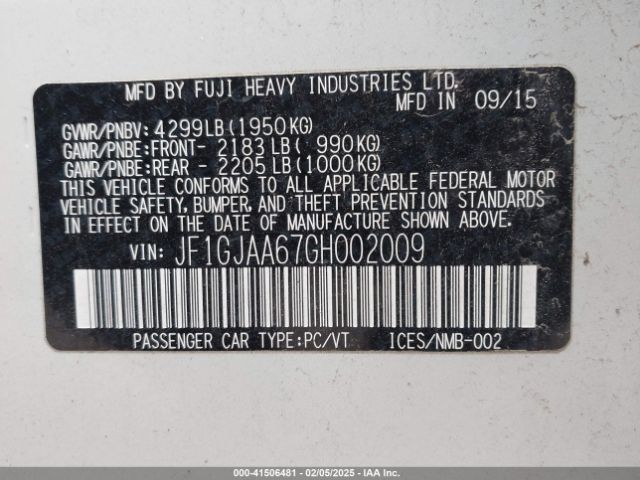 MFD BY FUJI HEAVY INDUSTRIES LTD.
MFD IN 09/15
GVWR/PNBV: 4299LB(1950KG)
GAWR/PNBE:FRONT- 2183LB( 990KG)
GAWR/PNBE:REAR - 2205LB(1000KG)
THIS VEHICLE CONFORMS TO ALL APPLICABLE FEDERAL MOTOR
VEHICLE SAFETY, BUMPER, AND THEFT PREVENTION STANDARDS
IN EFFECT ON THE DATE OF MANUFACTURE SHOWN ABOVE.
VIN: JF1GJAA67GH002009
PASSENGER CAR TYPE:PC/VT ICES/NMB-002
000-41506481 - 02/05/2025 - IAAI.COM